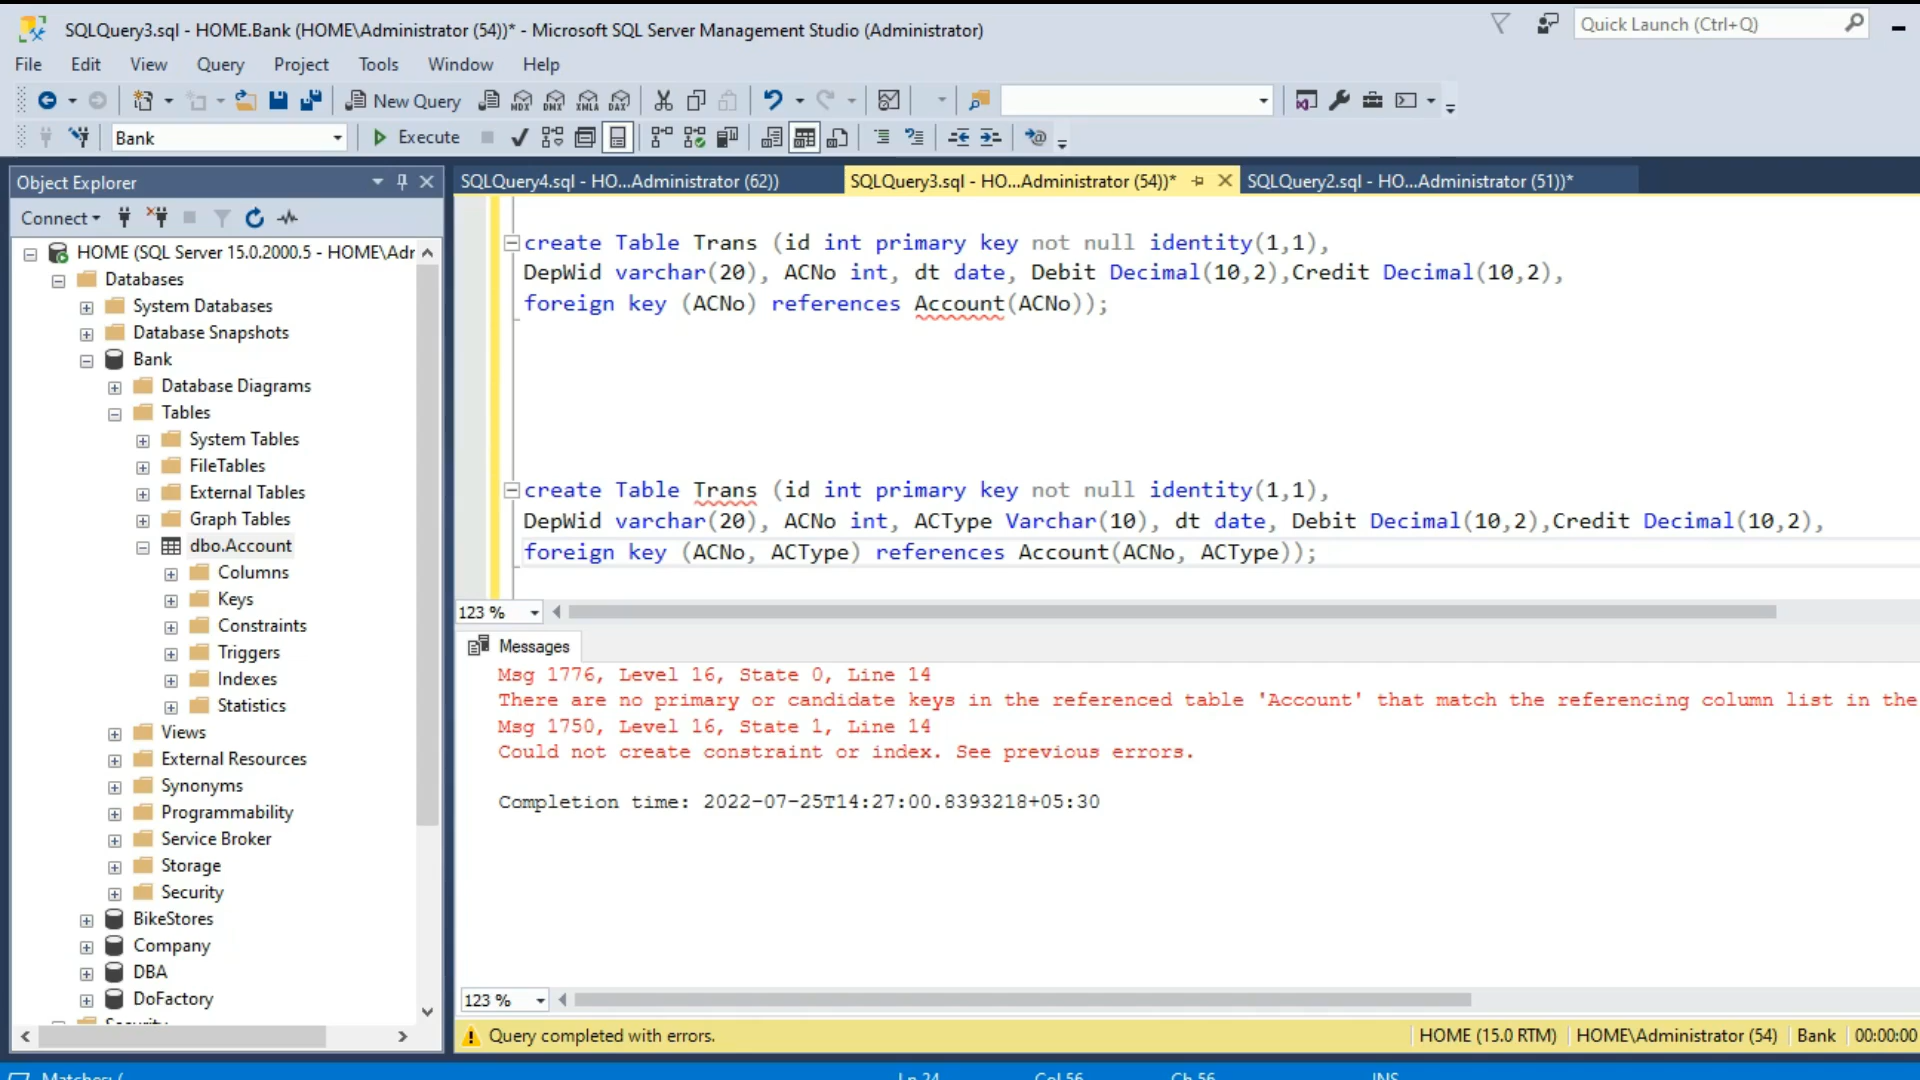 SQLQuery3.sql - HOME.Bank (HOME\Administrator (54))* - Microsoft SQL Server Management Studio (Administrator)
Quick Launch (Ctrl+Q)
File Edit View Query Project Tools Window Help
New Query MDX DMX XMLA DAX
Bank Execute
Object Explorer
SQLQuery4.sql - HO...Administrator (62)) SQLQuery3.sql - HO...Administrator (54))* SQLQuery2.sql - HO...Administrator (51))*
Connect
HOME (SQL Server 15.0.2000.5 - HOME\Adr
Databases
System Databases
Database Snapshots
Bank
Database Diagrams
Tables
System Tables
FileTables
External Tables
Graph Tables
dbo.Account
Columns
Keys
Constraints
Triggers
Indexes
Statistics
Views
External Resources
Synonyms
Programmability
Service Broker
Storage
Security
BikeStores
Company
DBA
DoFactory
create Table Trans (id int primary key not null identity(1,1),
DepWid varchar(20), ACNo int, dt date, Debit Decimal(10,2),Credit Decimal(10,2),
foreign key (ACNo) references Account(ACNo));
create Table Trans (id int primary key not null identity(1,1),
DepWid varchar(20), ACNo int, ACType Varchar(10), dt date, Debit Decimal(10,2),Credit Decimal(10,2),
foreign key (ACNo, ACType) references Account(ACNo, ACType));
123 %
Messages
Msg 1776, Level 16, State 0, Line 14
There are no primary or candidate keys in the referenced table 'Account' that match the referencing column list in the
Msg 1750, Level 16, State 1, Line 14
Could not create constraint or index. See previous errors.
Completion time: 2022-07-25T14:27:00.8393218+05:30
123 %
Query completed with errors. HOME (15.0 RTM) HOME\Administrator (54) Bank 00:00:00